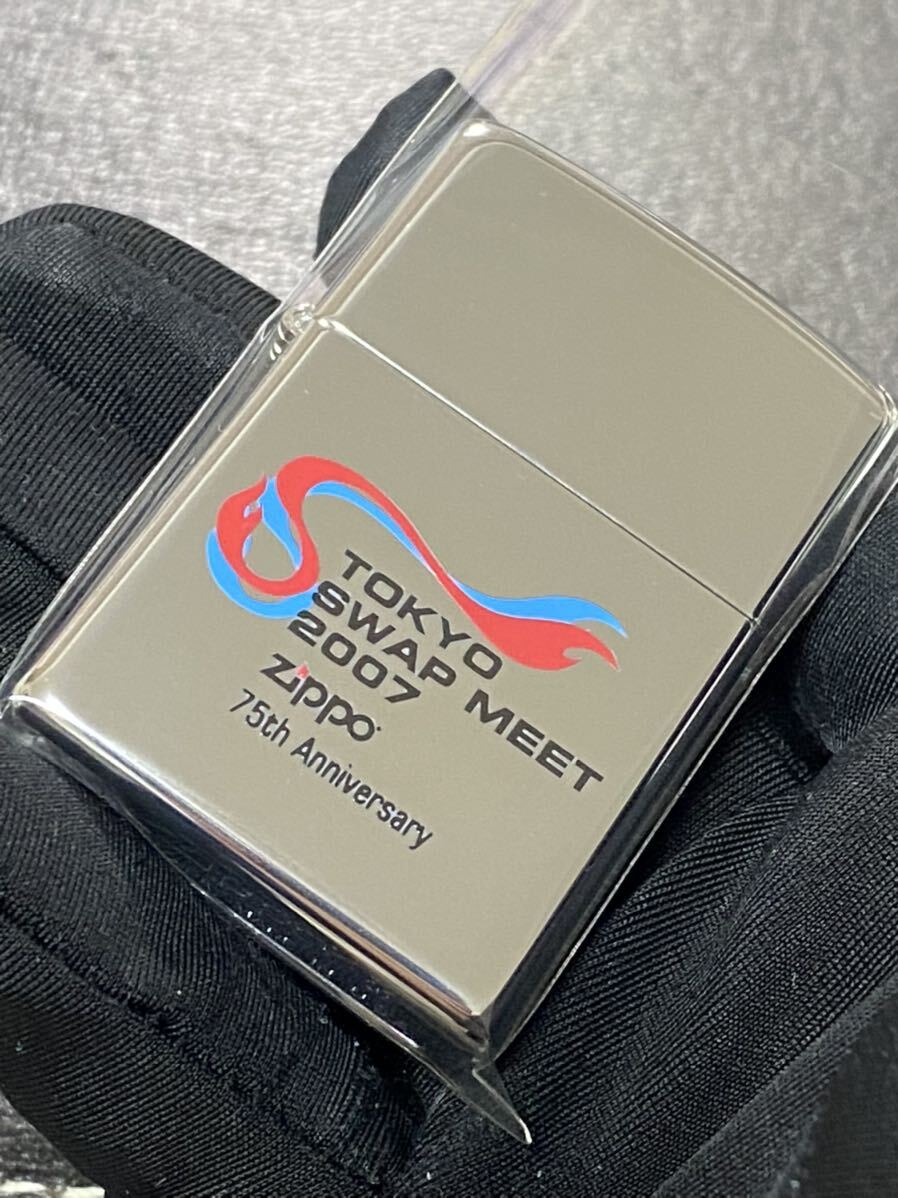 TOKYO
SWAP MEET
2007
zippo
75th Anniversary